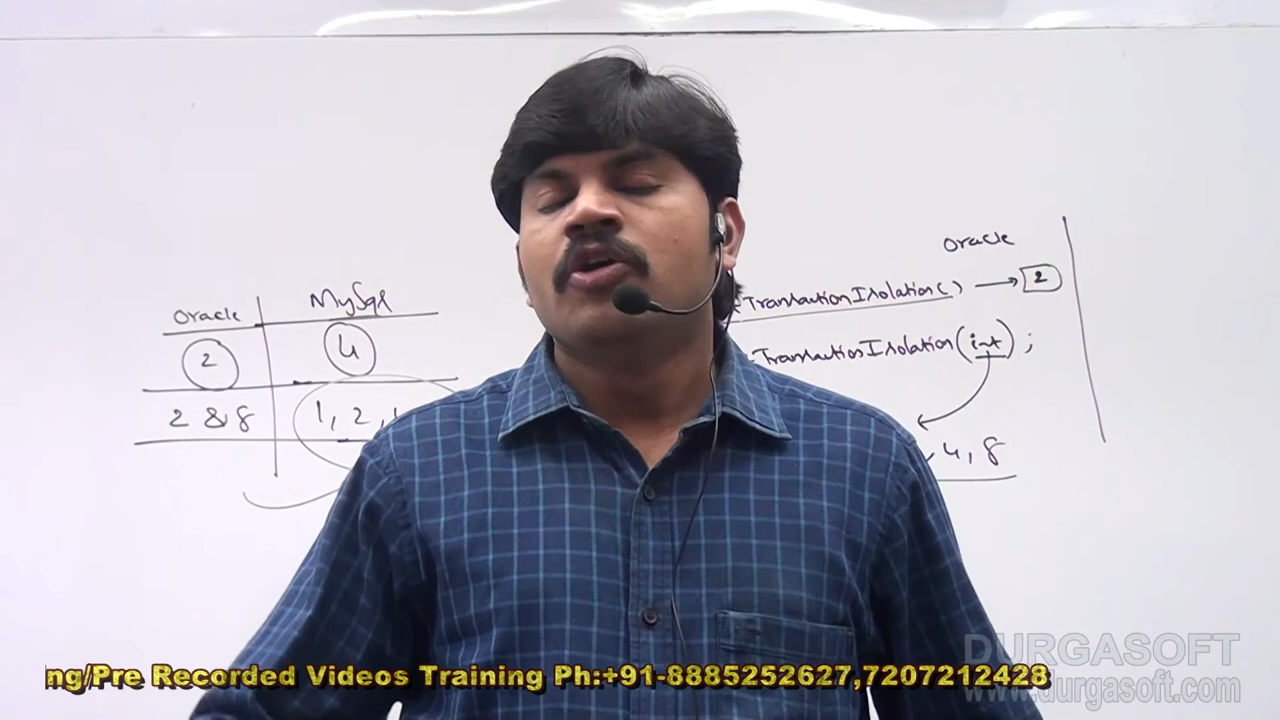 Oracle
MySql
2
4
2 & 8
1, 2,
Oracle
TransactionIsolation() → 2
TransactionIsolation(int);
, 4, 8
DURGASOFT
www.durgasoft.com
ng/Pre Recorded Videos Training Ph:+91-8885252627,7207212428